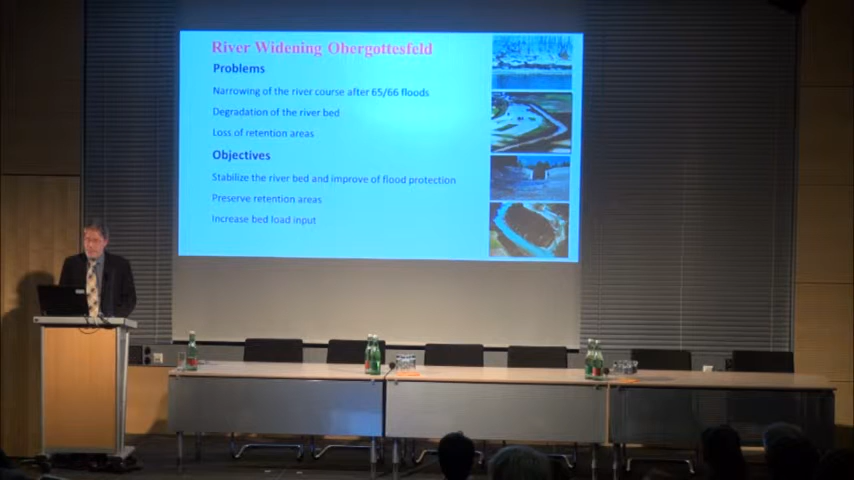 River Widening Obergottesfeld
Problems
Narrowing of the river course after 65/66 floods
Degradation of the river bed
Loss of retention areas
Objectives
Stabilize the river bed and improve of flood protection
Preserve retention areas
Increase bed load input